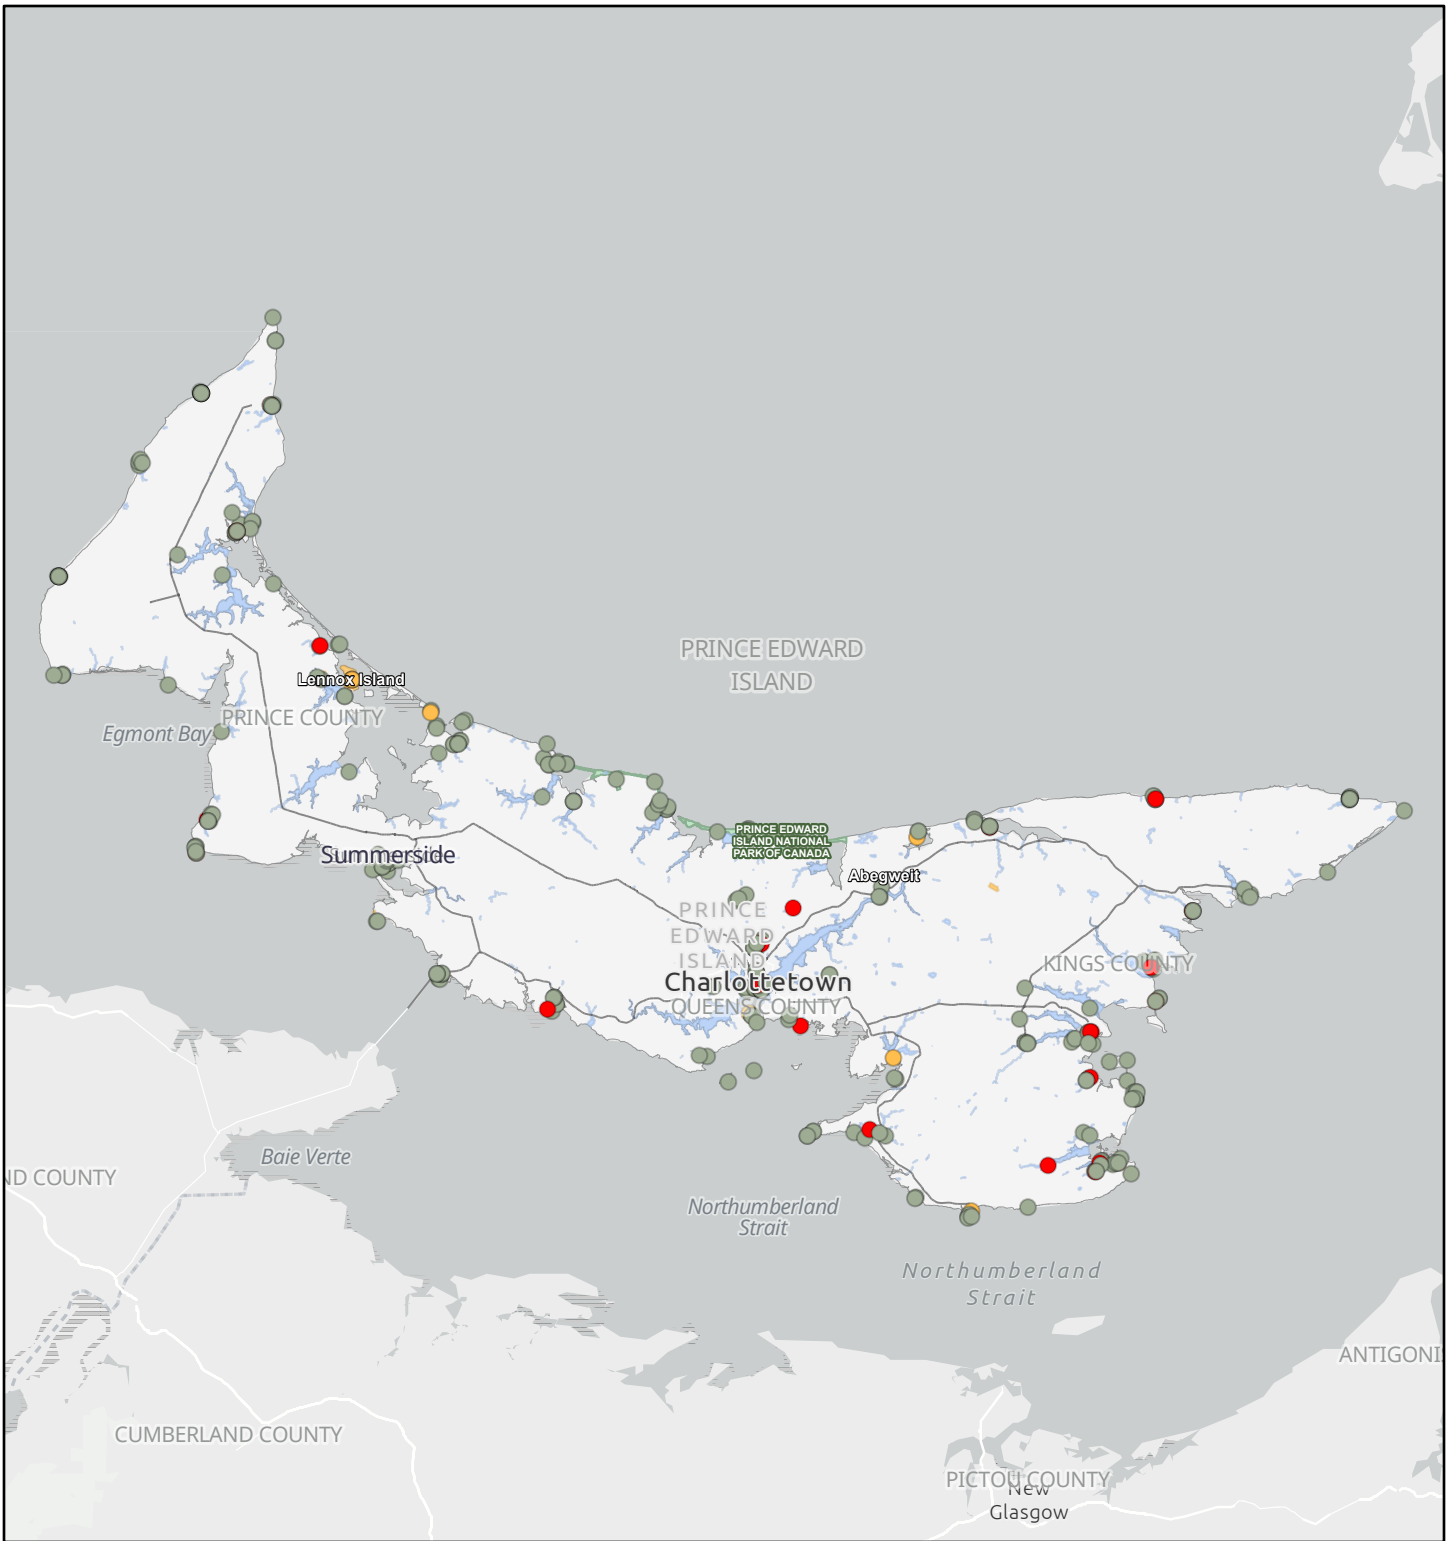 PRINCE EDWARD
ISLAND
Lennox Island
PRINCE COUNTY
Egmont Bay
PRINCE EDWARD
ISLAND NATIONAL
PARK OF CANADA
Summerside
Abegweit
PRINCE
EDWARD
ISLAND
KINGS COUNTY
Charlottetown
QUEENS COUNTY
Baie Verte
ND COUNTY
Northumberland
Strait
Northumberland
Strait
ANTIGONI
CUMBERLAND COUNTY
PICTOU COUNTY
New
Glasgow